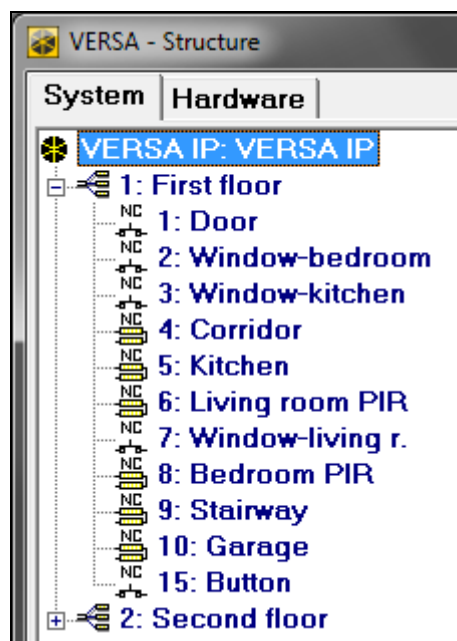 VERSA - Structure
System Hardware
VERSA IP: VERSA IP
1: First floor
NC 1: Door
NC 2: Window-bedroom
NC 3: Window-kitchen
NC 4: Corridor
NC 5: Kitchen
NC 6: Living room PIR
NC 7: Window-living r.
NC 8: Bedroom PIR
NC 9: Stairway
NC 10: Garage
NC 15: Button
2: Second floor